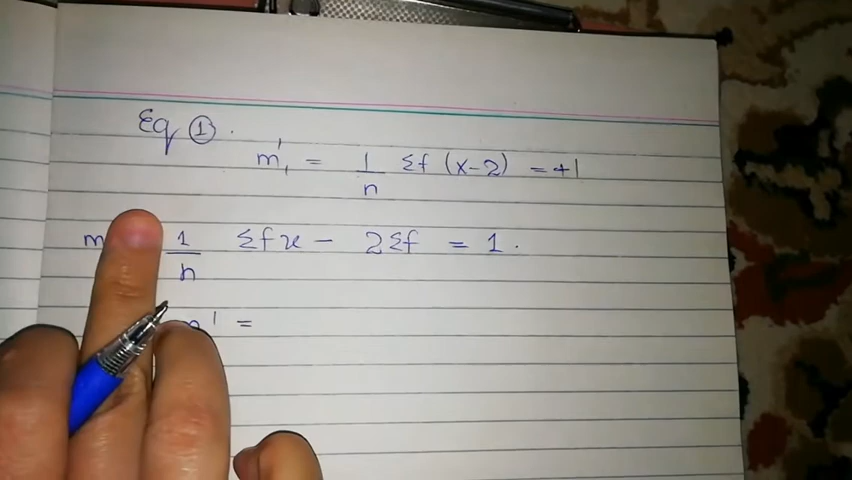 Eq ①.
m'₁ = 1/n Σf (x-2) = +1
m 1/n Σfx - 2Σf = 1.
' =